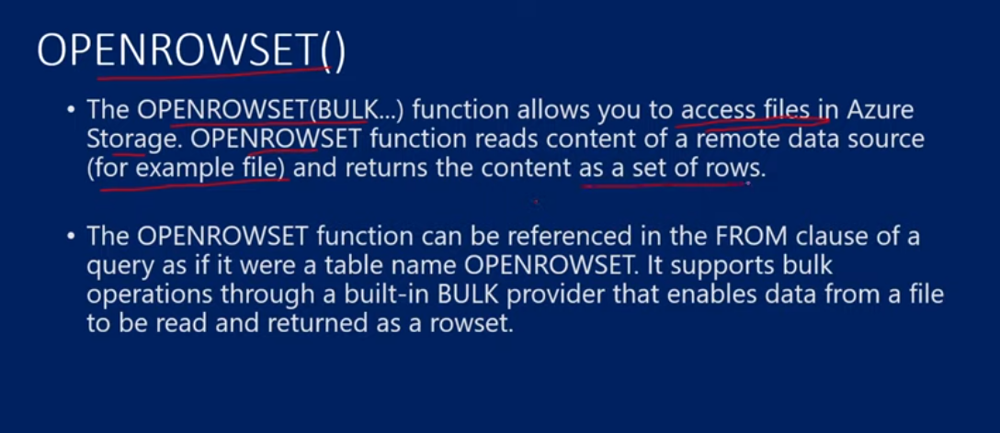 OPENROWSET()
• The OPENROWSET(BULK...) function allows you to access files in Azure
Storage. OPENROWSET function reads content of a remote data source
(for example file) and returns the content as a set of rows.
• The OPENROWSET function can be referenced in the FROM clause of a
query as if it were a table name OPENROWSET. It supports bulk
operations through a built-in BULK provider that enables data from a file
to be read and returned as a rowset.